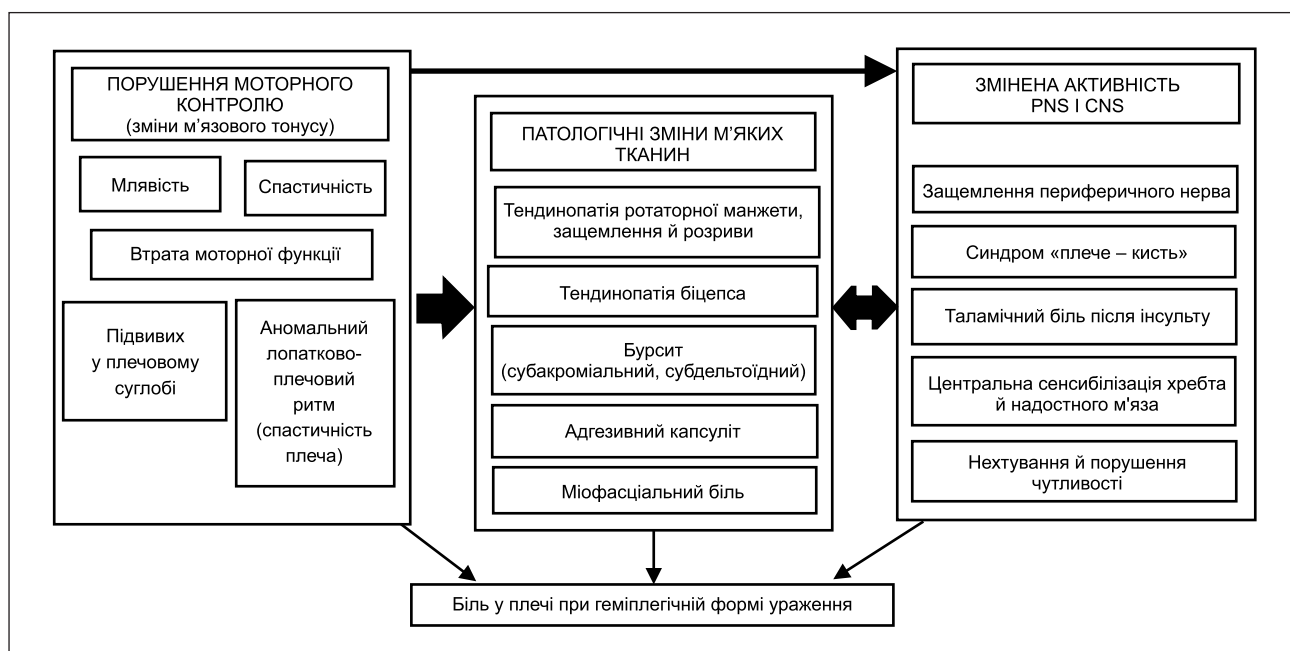 ПОРУШЕННЯ МОТОРНОГО
КОНТРОЛЮ
(зміни м’язового тонусу)
Млявість
Спастичність
Втрата моторної функції
Підвивих
у плечовому
суглобі
Аномальний
лопатково-
плечовий
ритм
(спастичність
плеча)
ПАТОЛОГІЧНІ ЗМІНИ М’ЯКИХ
ТКАНИН
Тендинопатія ротаторної манжети,
защемлення й розриви
Тендинопатія біцепса
Бурсит
(субакроміальний, субдельтоїдний)
Адгезивний капсуліт
Міофасціальний біль
ЗМІНЕНА АКТИВНІСТЬ
PNS І CNS
Защемлення периферичного нерва
Синдром «плече – кисть»
Таламічний біль після інсульту
Центральна сенсибілізація хребта
й надостного м'яза
Нехтування й порушення
чутливості
Біль у плечі при геміплегічній формі ураження